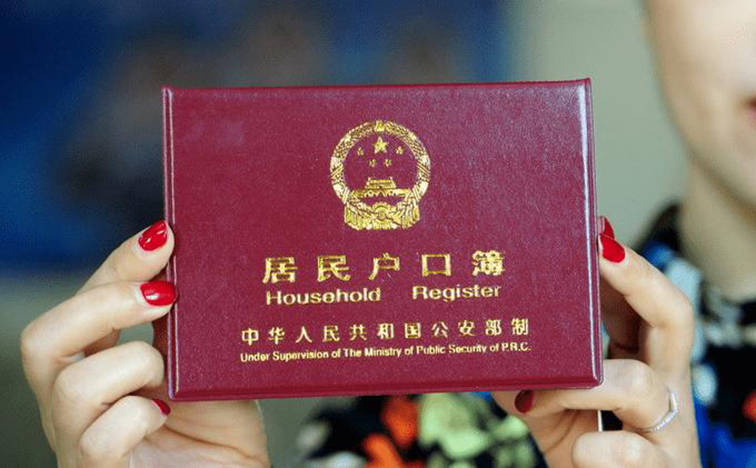 居民户口簿
Household Register
中华人民共和国公安部制
Under Supervision of The Ministry of Public Security of P.R.C.